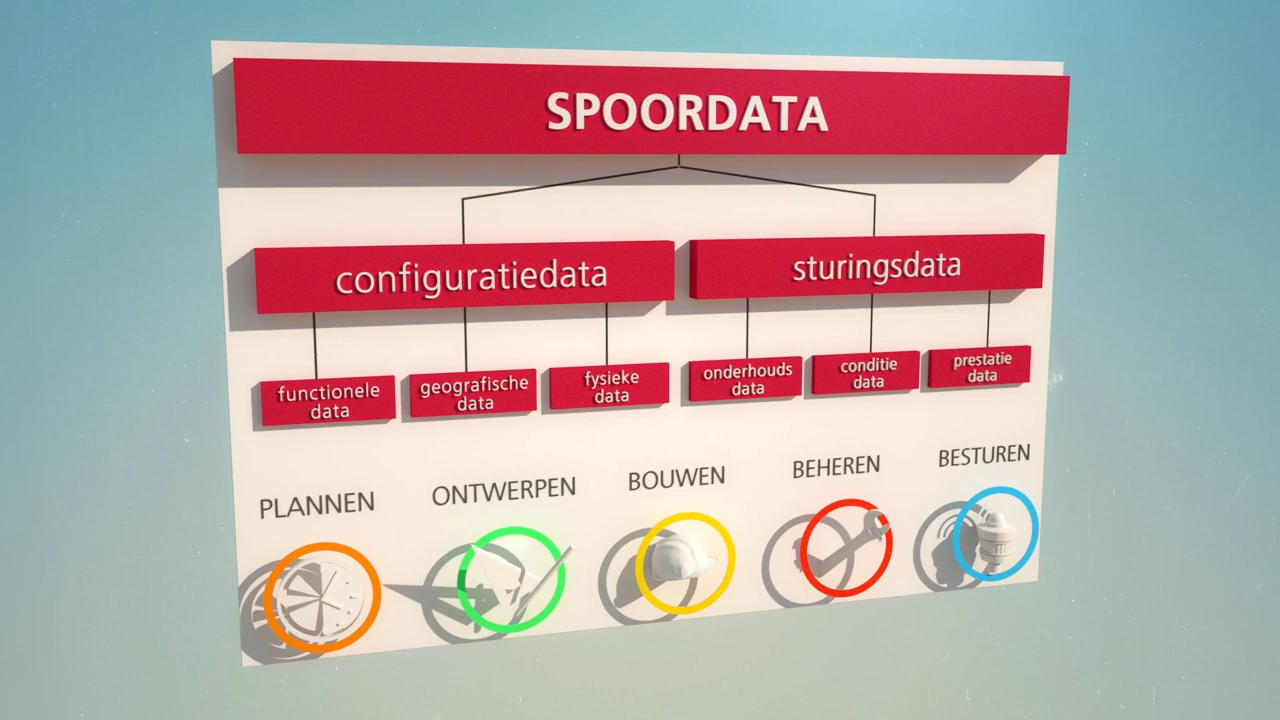 SPOORDATA
configuratiedata
sturingsdata
functionele
data
geografische
data
fysieke
data
onderhouds
data
conditie
data
prestatie
data
PLANNEN
ONTWERPEN
BOUWEN
BEHEREN
BESTUREN